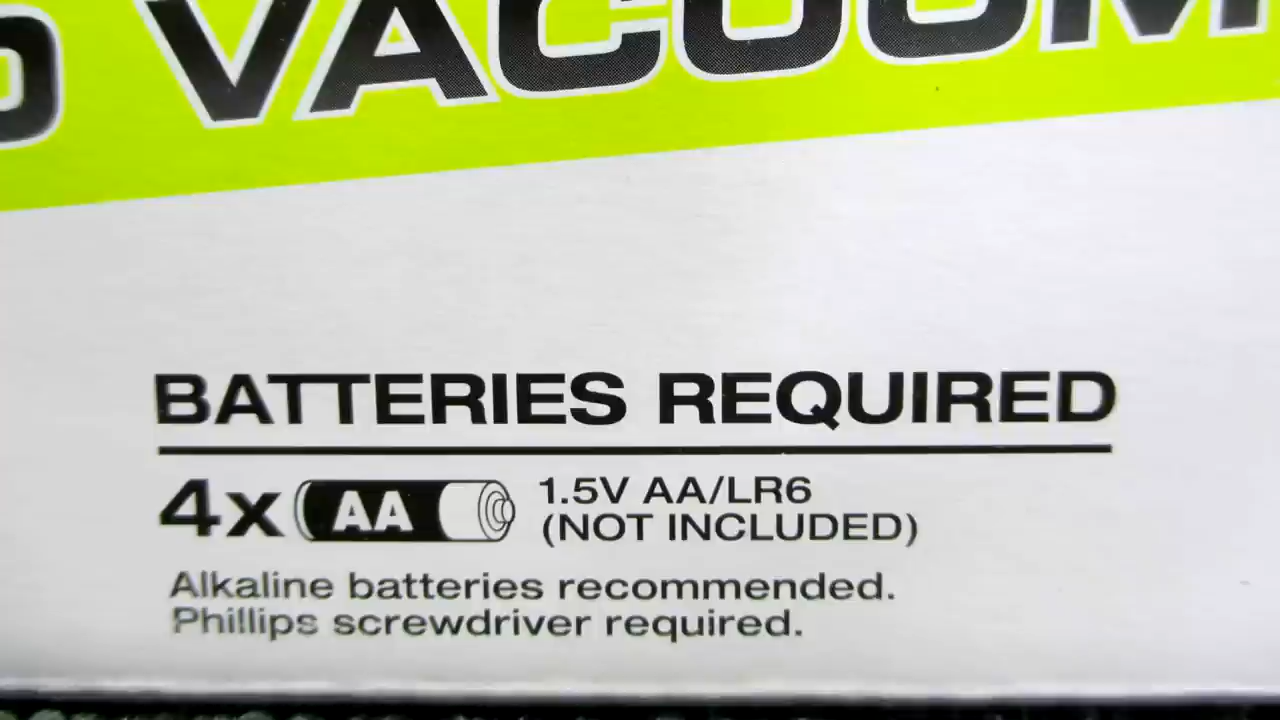 VACUUM
BATTERIES REQUIRED
4x AA 1.5V AA/LR6
(NOT INCLUDED)
Alkaline batteries recommended.
Phillips screwdriver required.